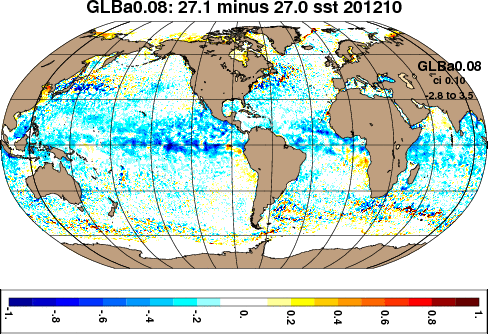 GLBa0.08: 27.1 minus 27.0 sst 201210
GLBa0.08
ci 0.10
-2.8 to 3.5
-1. -.8 -.6 -.4 -.2 0. 0.2 0.4 0.6 0.8 1.